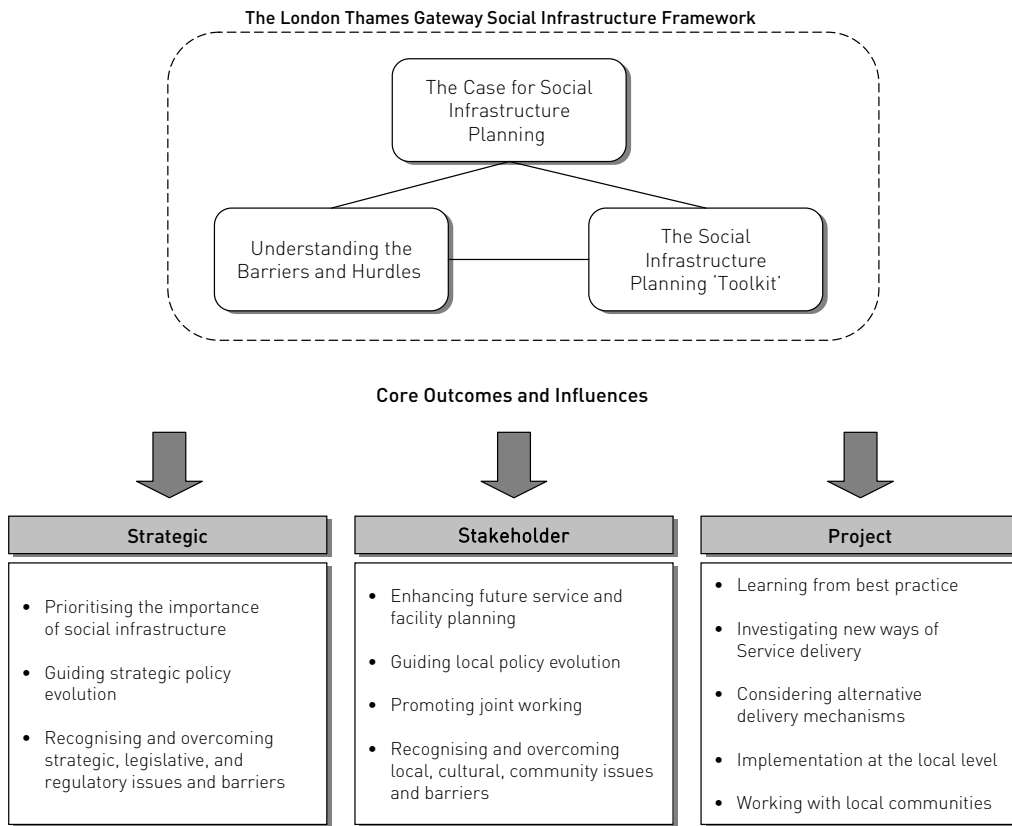 The London Thames Gateway Social Infrastructure Framework
The Case for Social
Infrastructure
Planning
Understanding the
Barriers and Hurdles
The Social
Infrastructure
Planning ‘Toolkit’
Core Outcomes and Influences
Strategic
• Prioritising the importance
of social infrastructure
• Guiding strategic policy
evolution
• Recognising and overcoming
strategic, legislative, and
regulatory issues and barriers
Stakeholder
• Enhancing future service and
facility planning
• Guiding local policy evolution
• Promoting joint working
• Recognising and overcoming
local, cultural, community issues
and barriers
Project
• Learning from best practice
• Investigating new ways of
Service delivery
• Considering alternative
delivery mechanisms
• Implementation at the local level
• Working with local communities